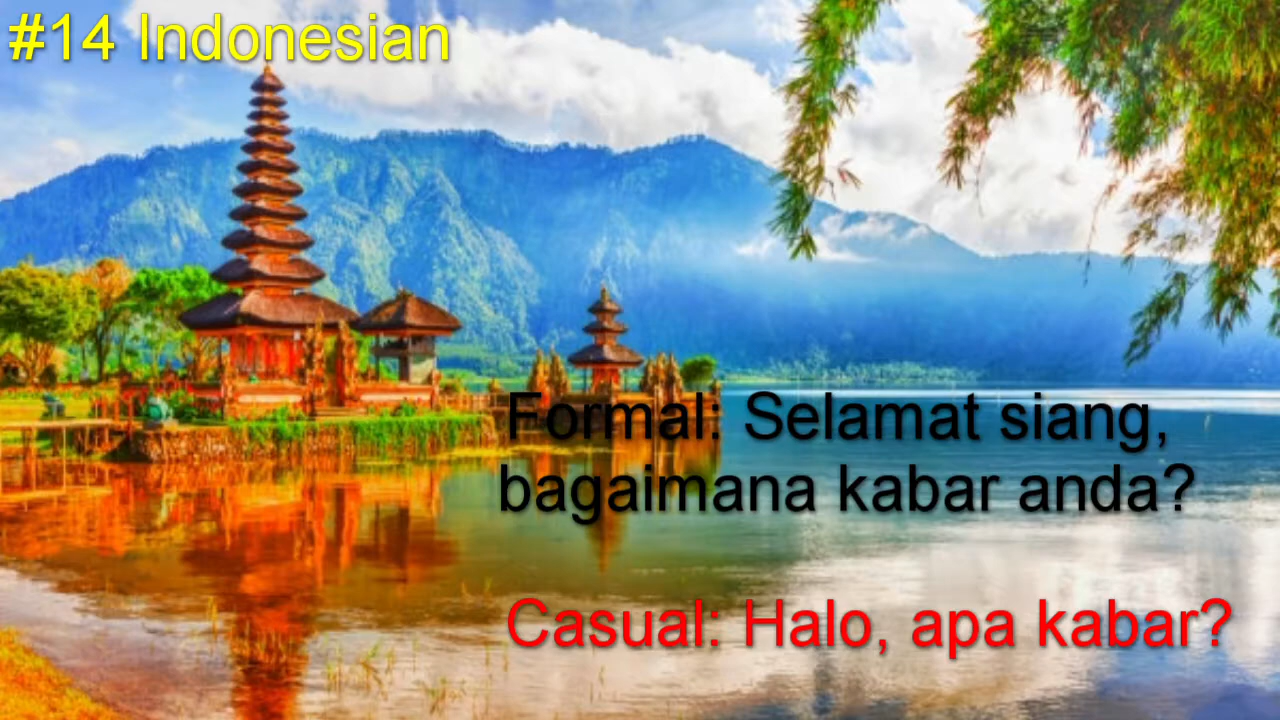 #14 Indonesian
Formal: Selamat siang,
bagaimana kabar anda?
Casual: Halo, apa kabar?